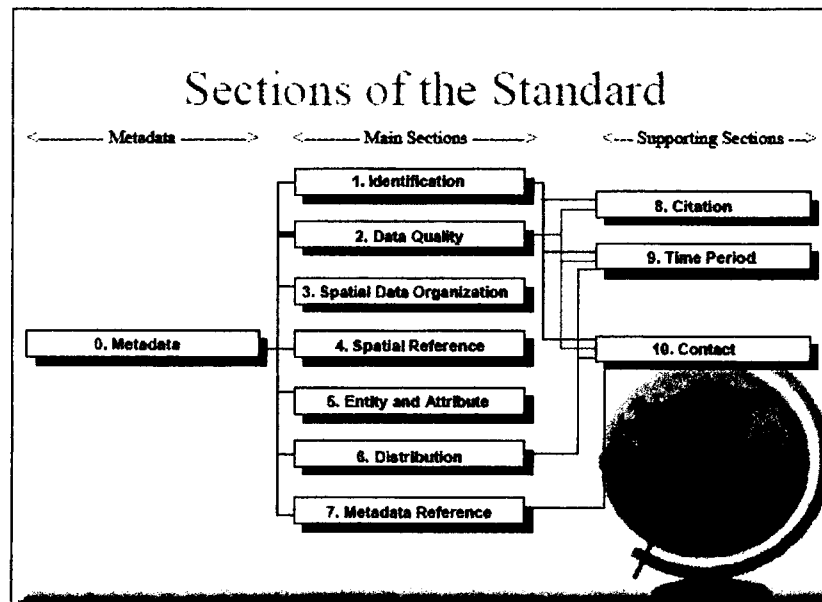 Sections of the Standard
<------- Metadata -------> <------- Main Sections -------> <--- Supporting Sections ---->
1. Identification
8. Citation
2. Data Quality
9. Time Period
3. Spatial Data Organization
0. Metadata
4. Spatial Reference
10. Contact
5. Entity and Attribute
6. Distribution
7. Metadata Reference